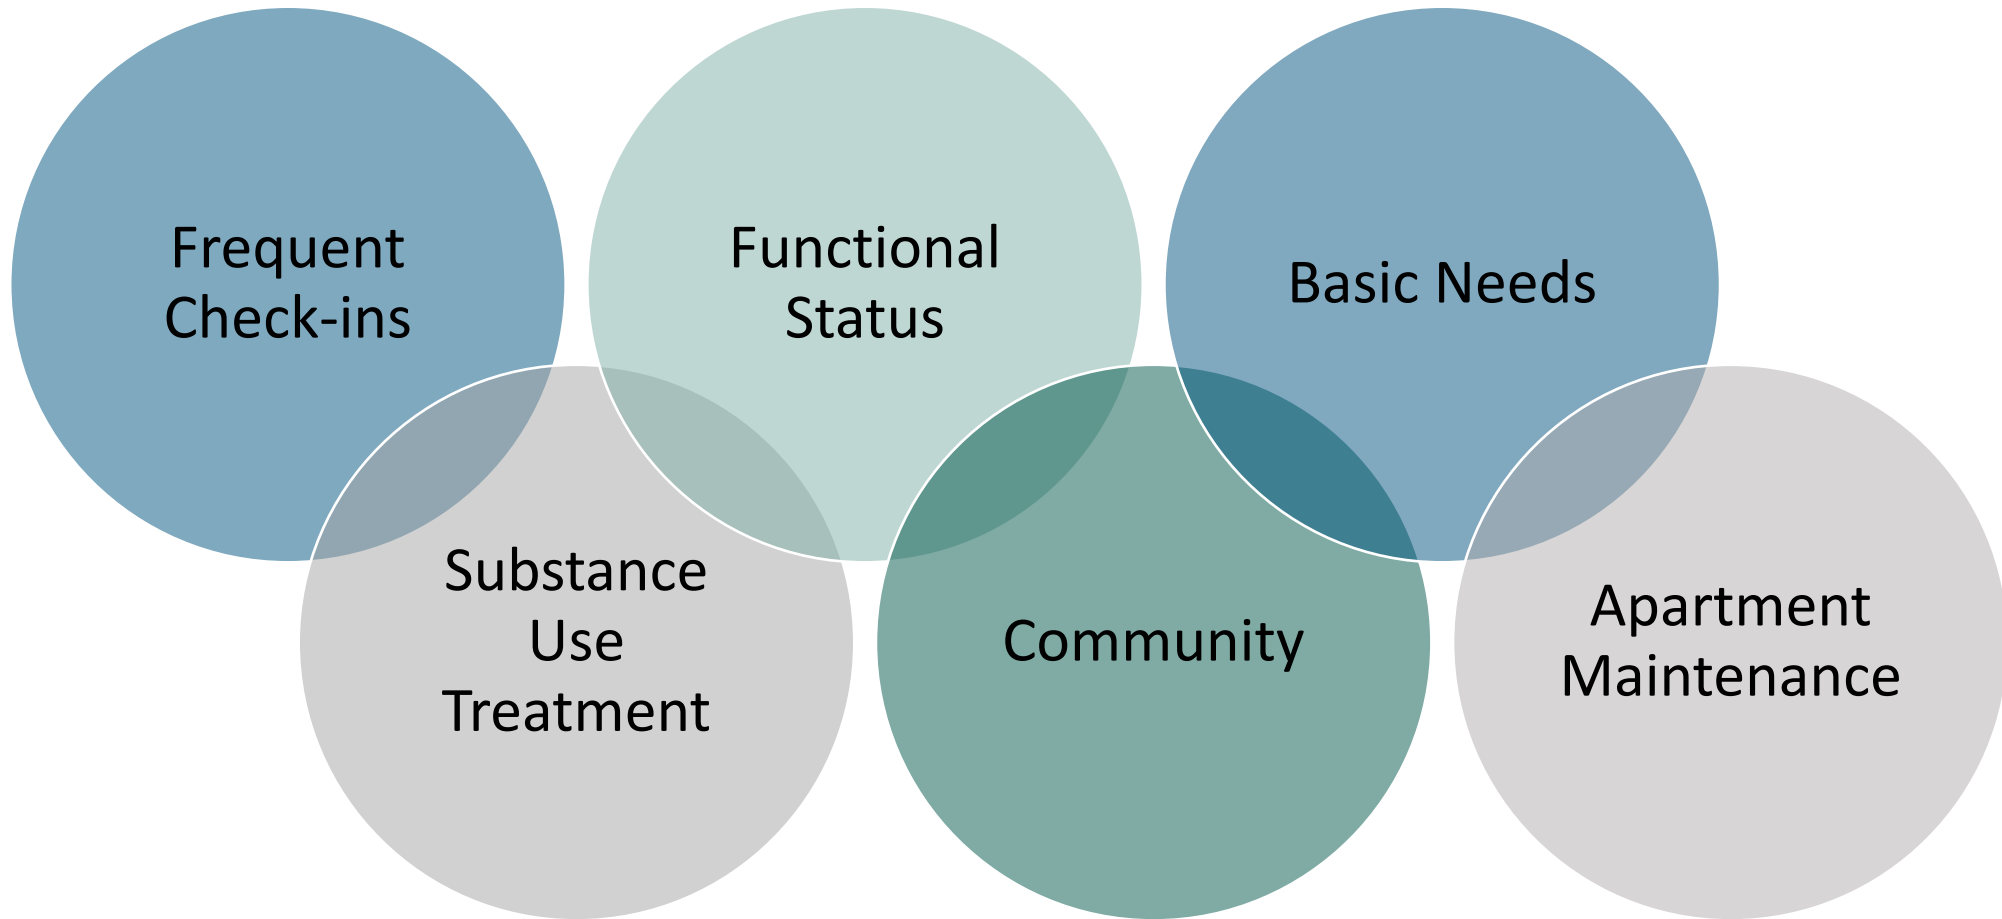 Frequent
Check-ins
Functional
Status
Basic Needs
Substance
Use
Treatment
Community
Apartment
Maintenance